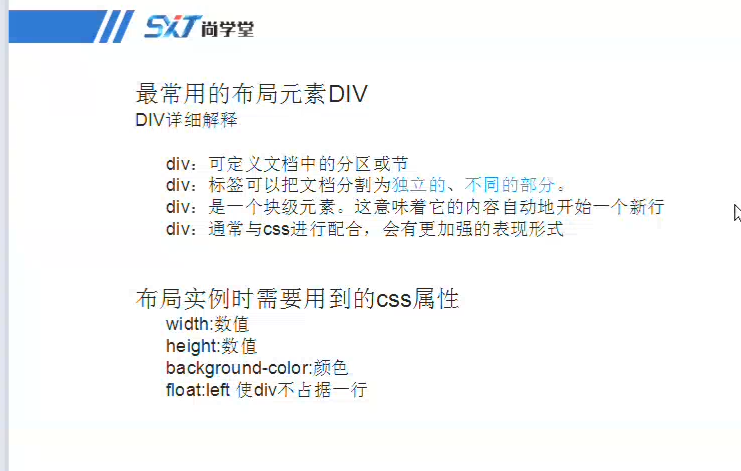 SXT尚学堂
最常用的布局元素DIV
DIV详细解释
div：可定义文档中的分区或节
div：标签可以把文档分割为独立的、不同的部分。
div：是一个块级元素。这意味着它的内容自动地开始一个新行
div：通常与css进行配合，会有更加强的表现形式
布局实例时需要用到的css属性
width:数值
height:数值
background-color:颜色
float:left 使div不占据一行